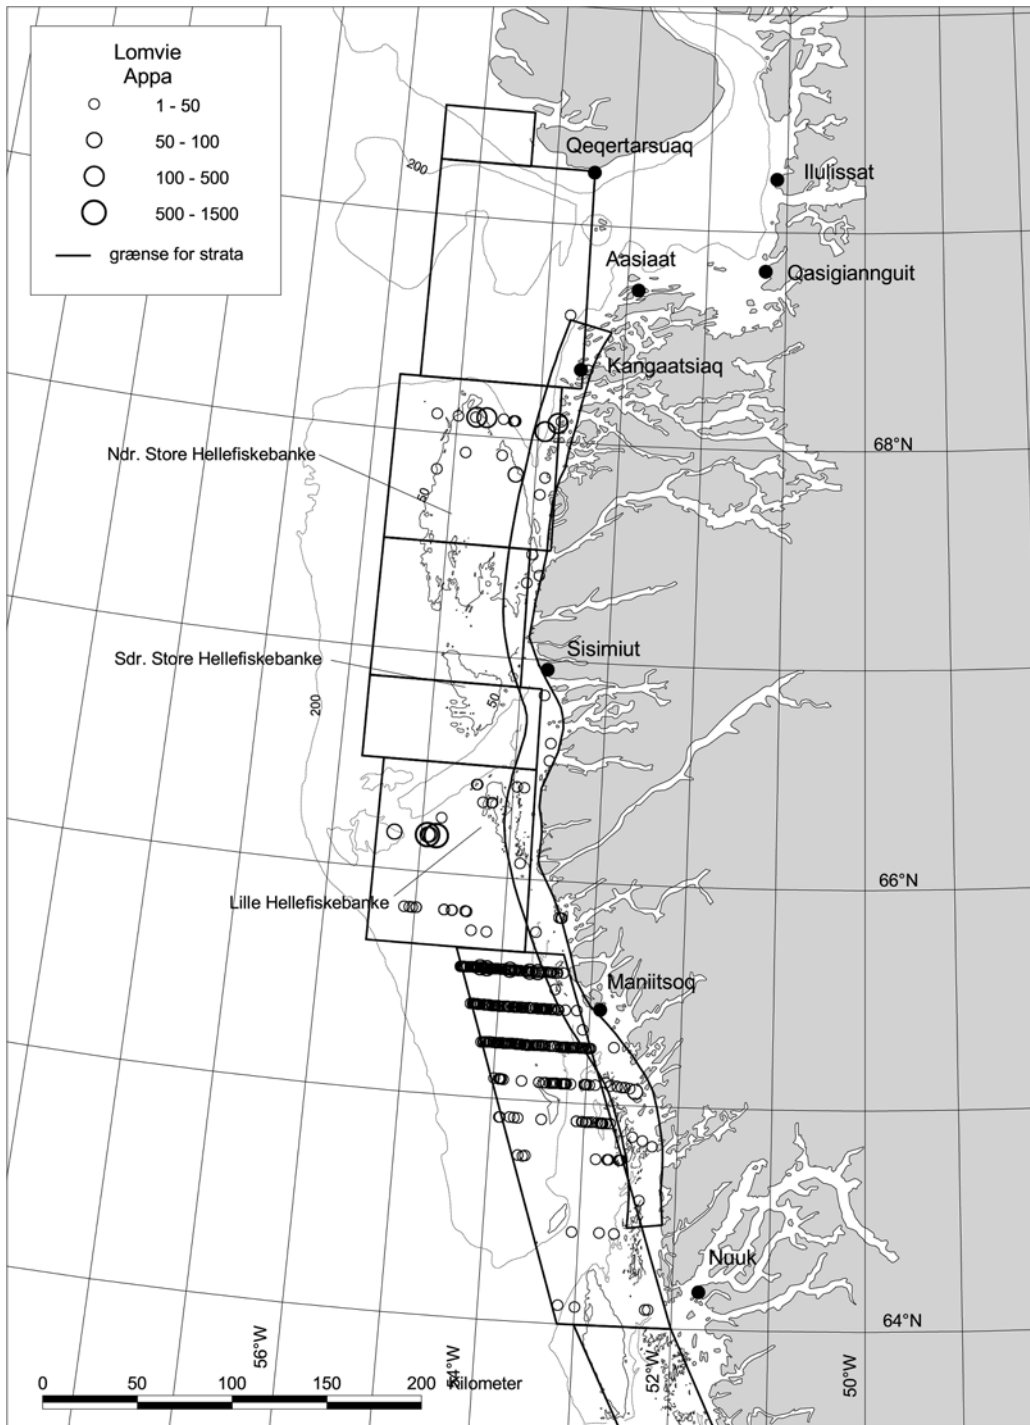 Lomvie
Appa
1 - 50
50 - 100
100 - 500
500 - 1500
grænse for strata
200
Qeqertarsuaq
Ilulissat
Aasiaat
Qasigiannguit
Kangaatsiaq
68°N
Ndr. Store Hellefiskebanke
50
Sisimiut
Sdr. Store Hellefiskebanke
50
200
66°N
Lille Hellefiskebanke
Maniitsoq
Nuuk
64°N
56°W
54°W
52°W
50°W
0 50 100 150 200 Kilometer